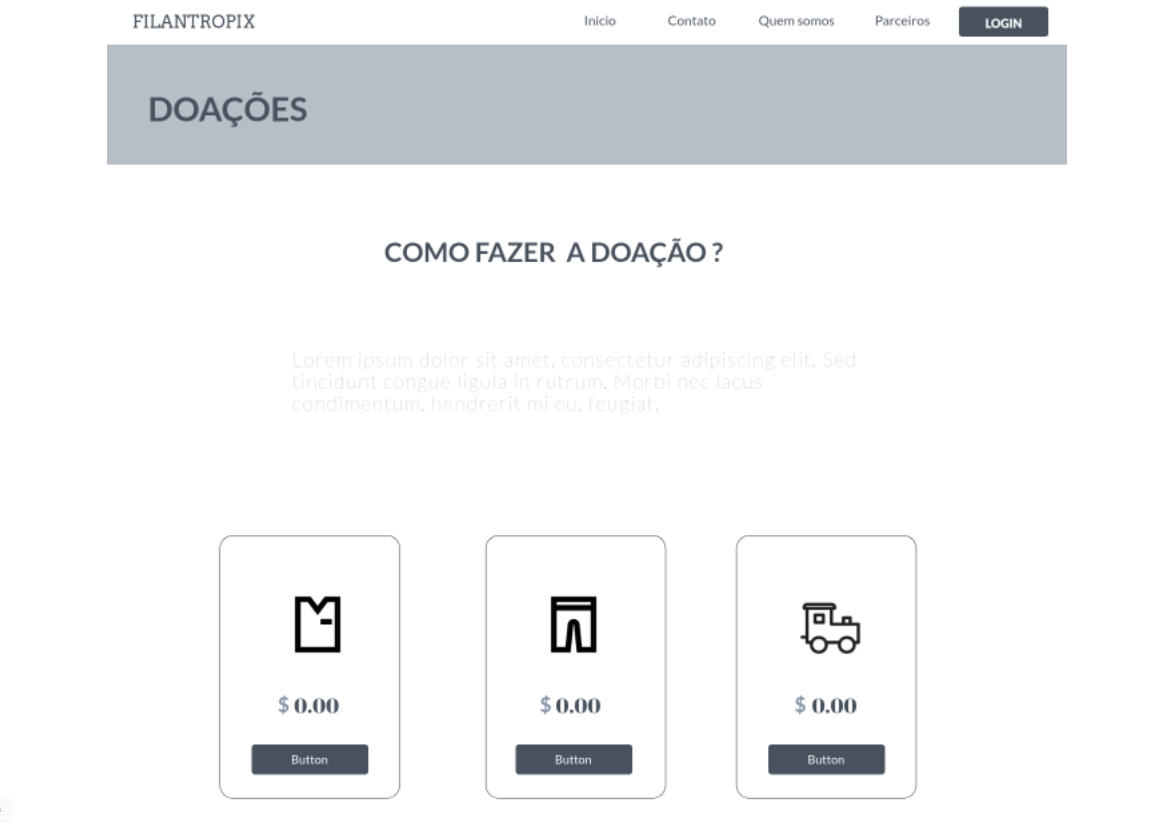 FILANTROPIX Inicio Contato Quem somos Parceiros LOGIN
DOAÇÕES
COMO FAZER A DOAÇÃO ?
Lorem ipsum dolor sit amet, consectetur adipiscing elit. Sed
tincidunt congue ligula in rutrum. Morbi nec lacus
condimentum, hendrerit mi eu, feugiat.
$ 0.00 $ 0.00 $ 0.00
Button Button Button